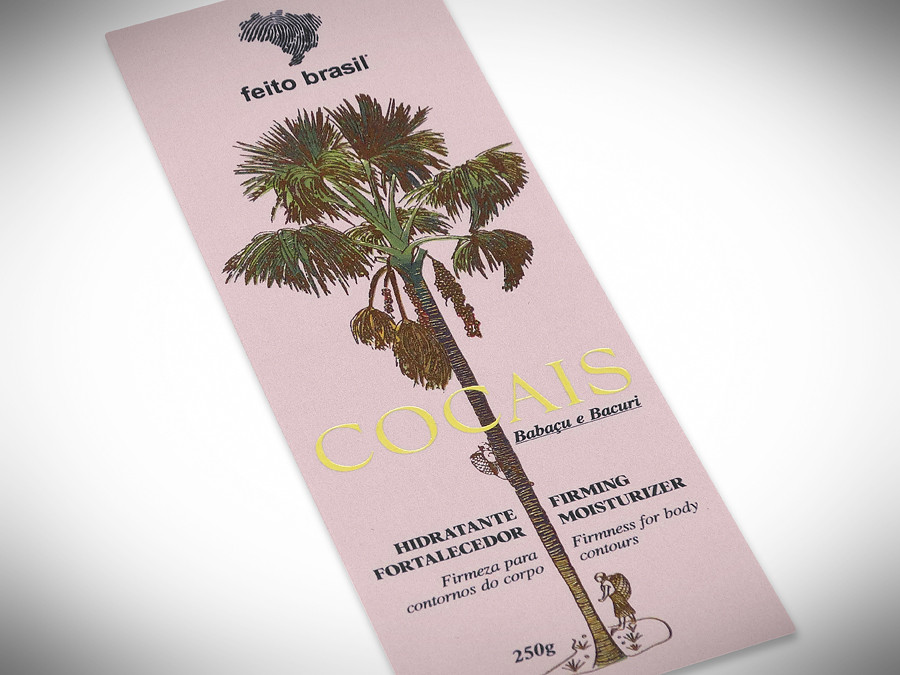 feito brasil
COCAIS
Babaçu e Bacuri
HIDRATANTE
FORTALECEDOR
Firmeza para
contornos do corpo
FIRMING
MOISTURIZER
Firmness for body
contours
250g